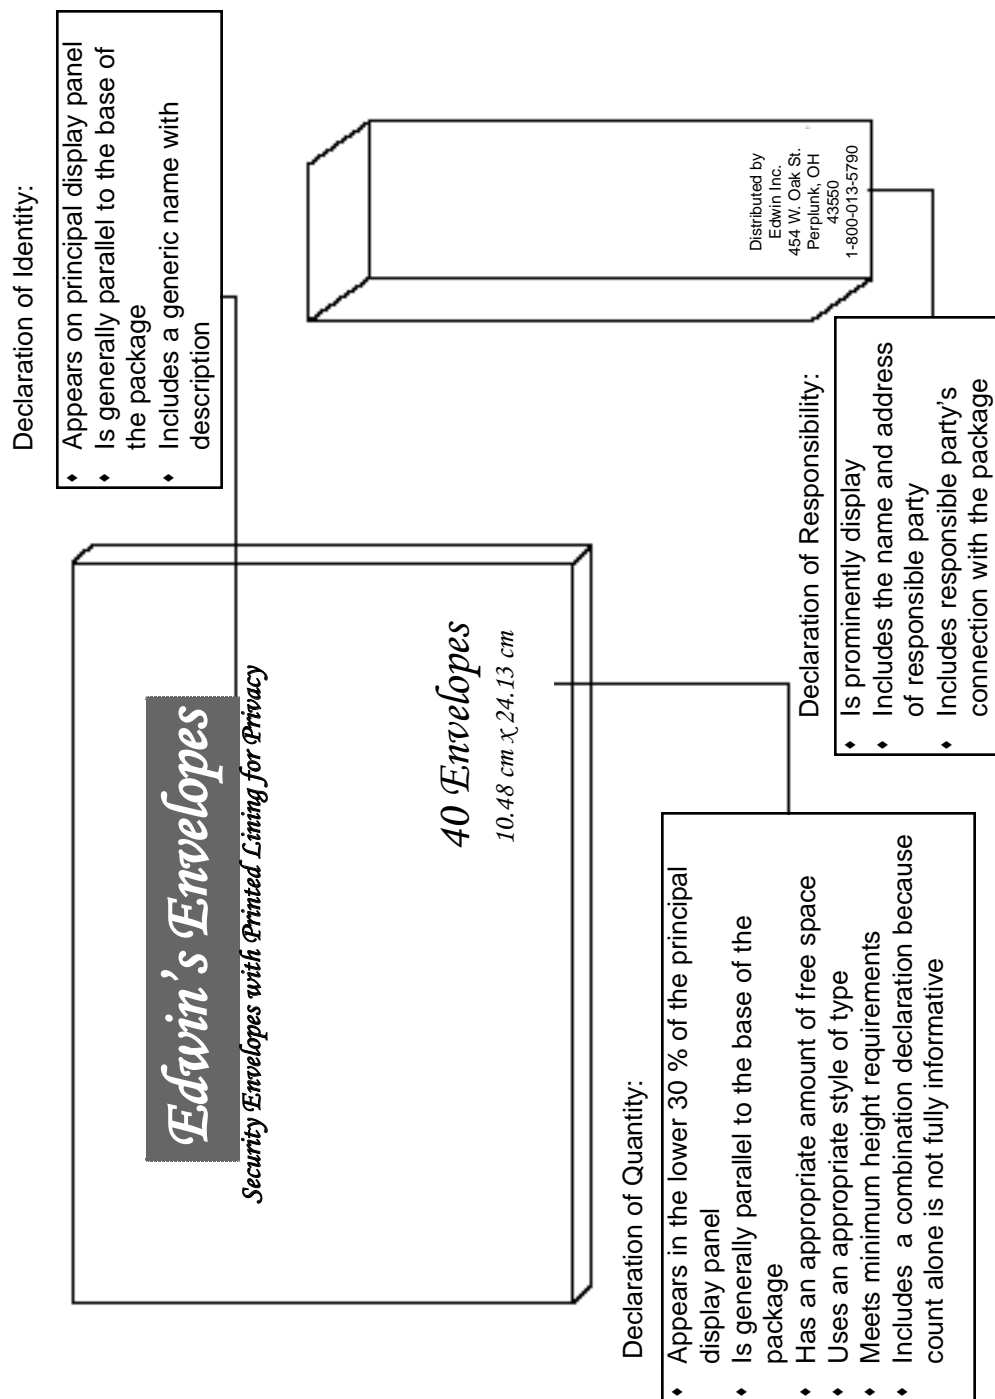 Declaration of Identity:
♦ Appears on principal display panel
♦ Is generally parallel to the base of
the package
♦ Includes a generic name with
description
Edwin's Envelopes
Security Envelopes with Printed Lining for Privacy
40 Envelopes
10.48 cm x 24.13 cm
Declaration of Quantity:
♦ Appears in the lower 30 % of the principal
display panel
♦ Is generally parallel to the base of the
package
♦ Has an appropriate amount of free space
♦ Uses an appropriate style of type
♦ Meets minimum height requirements
♦ Includes a combination declaration because
count alone is not fully informative
Distributed by
Edwin Inc.
454 W. Oak St.
Perplunk, OH
43550
1-800-013-5790
Declaration of Responsibility:
♦ Is prominently display
♦ Includes the name and address
of responsible party
♦ Includes responsible party's
connection with the package